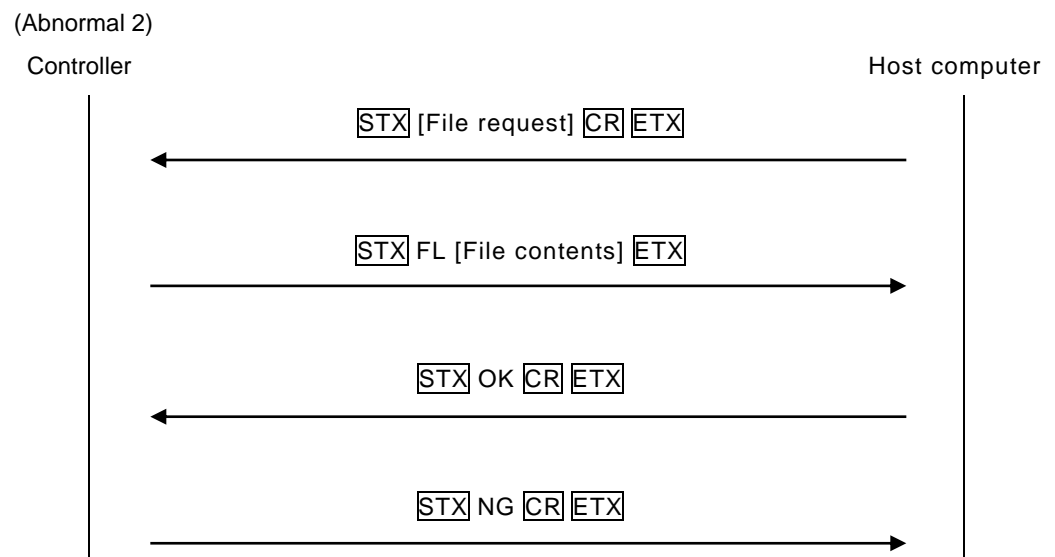 (Abnormal 2)
Controller Host computer
STX [File request] CR ETX
STX FL [File contents] ETX
STX OK CR ETX
STX NG CR ETX